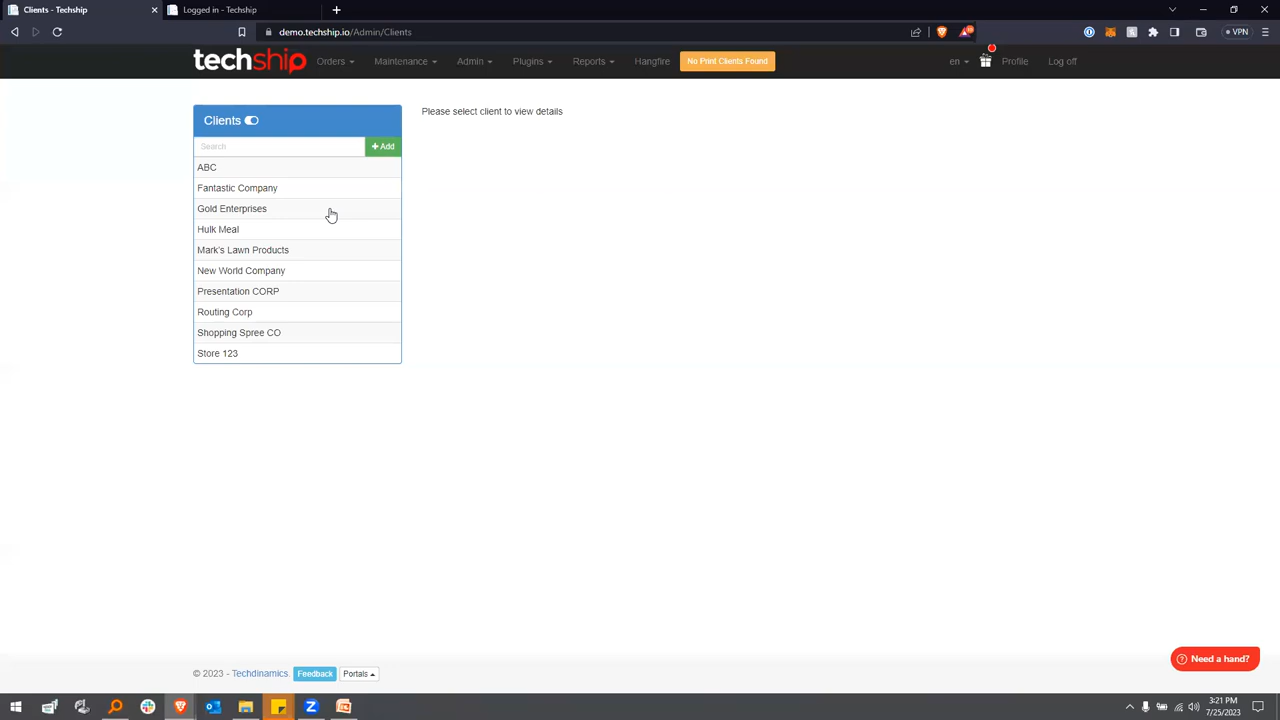 Clients - Techship
Logged in - Techship
demo.techship.io/Admin/Clients
VPN
techship
Orders
Maintenance
Admin
Plugins
Reports
Hangfire
No Print Clients Found
en
Profile
Log off
Clients
Please select client to view details
Search
+ Add
ABC
Fantastic Company
Gold Enterprises
Hulk Meal
Mark's Lawn Products
New World Company
Presentation CORP
Routing Corp
Shopping Spree CO
Store 123
Need a hand?
© 2023 - Techdinamics.
Feedback
Portals
3:21 PM
7/25/2023